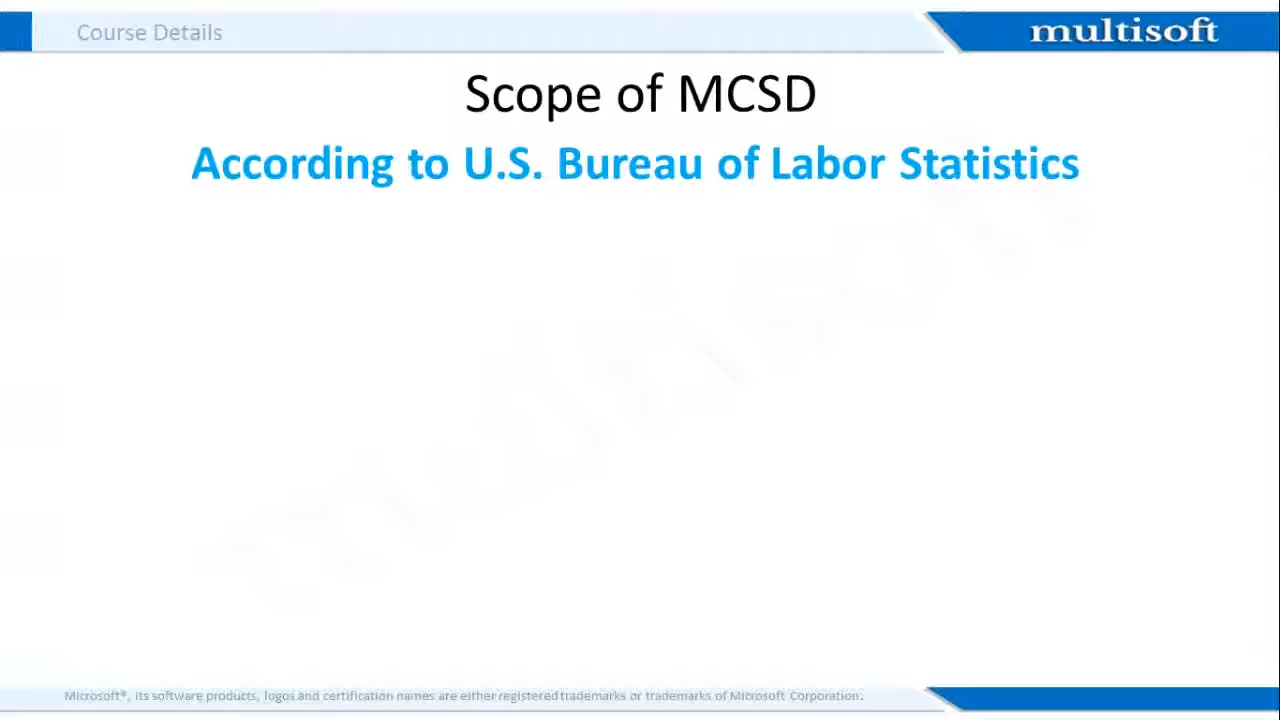 Course Details
multisoft
Scope of MCSD
According to U.S. Bureau of Labor Statistics
multisoft
Microsoft®, its software products, logos and certification names are either registered trademarks or trademarks of Microsoft Corporation.